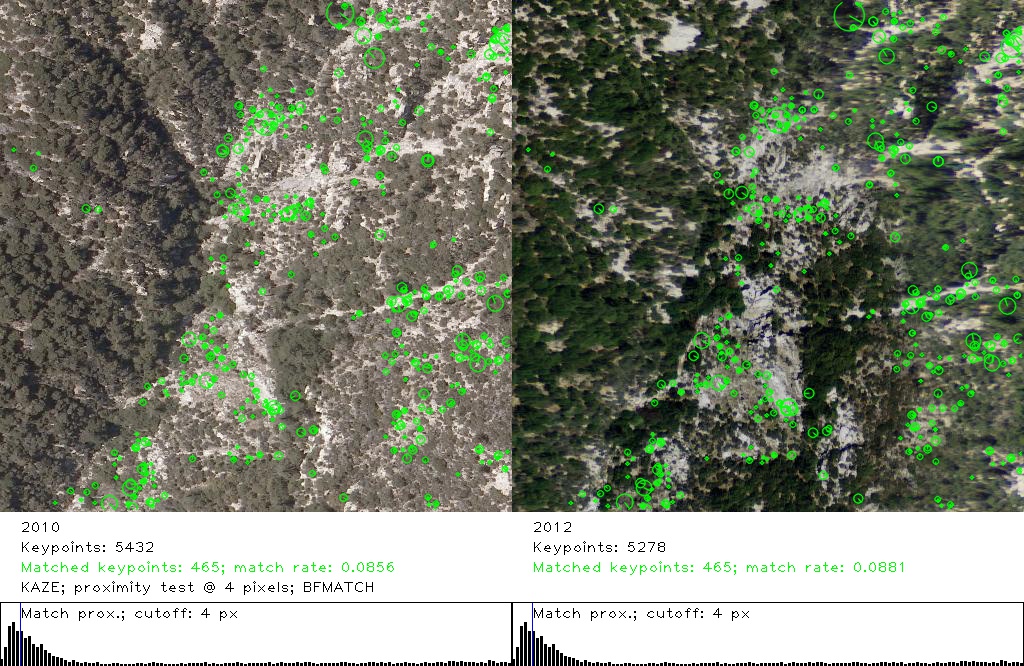 2010
Keypoints: 5432
Matched keypoints: 465; match rate: 0.0856
KAZE; proximity test @ 4 pixels; BFMATCH
Match prox.; cutoff: 4 px
2012
Keypoints: 5278
Matched keypoints: 465; match rate: 0.0881
Match prox.; cutoff: 4 px